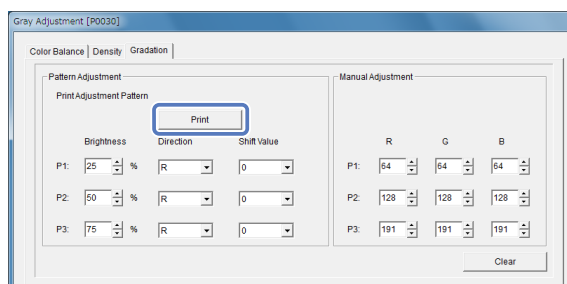 Gray Adjustment [P0030]
Color Balance Density Gradation
Pattern Adjustment Manual Adjustment
Print Adjustment Pattern
Print
Brightness Direction Shift Value R G B
P1: 25 % R 0 P1: 64 64 64
P2: 50 % R 0 P2: 128 128 128
P3: 75 % R 0 P3: 191 191 191
Clear